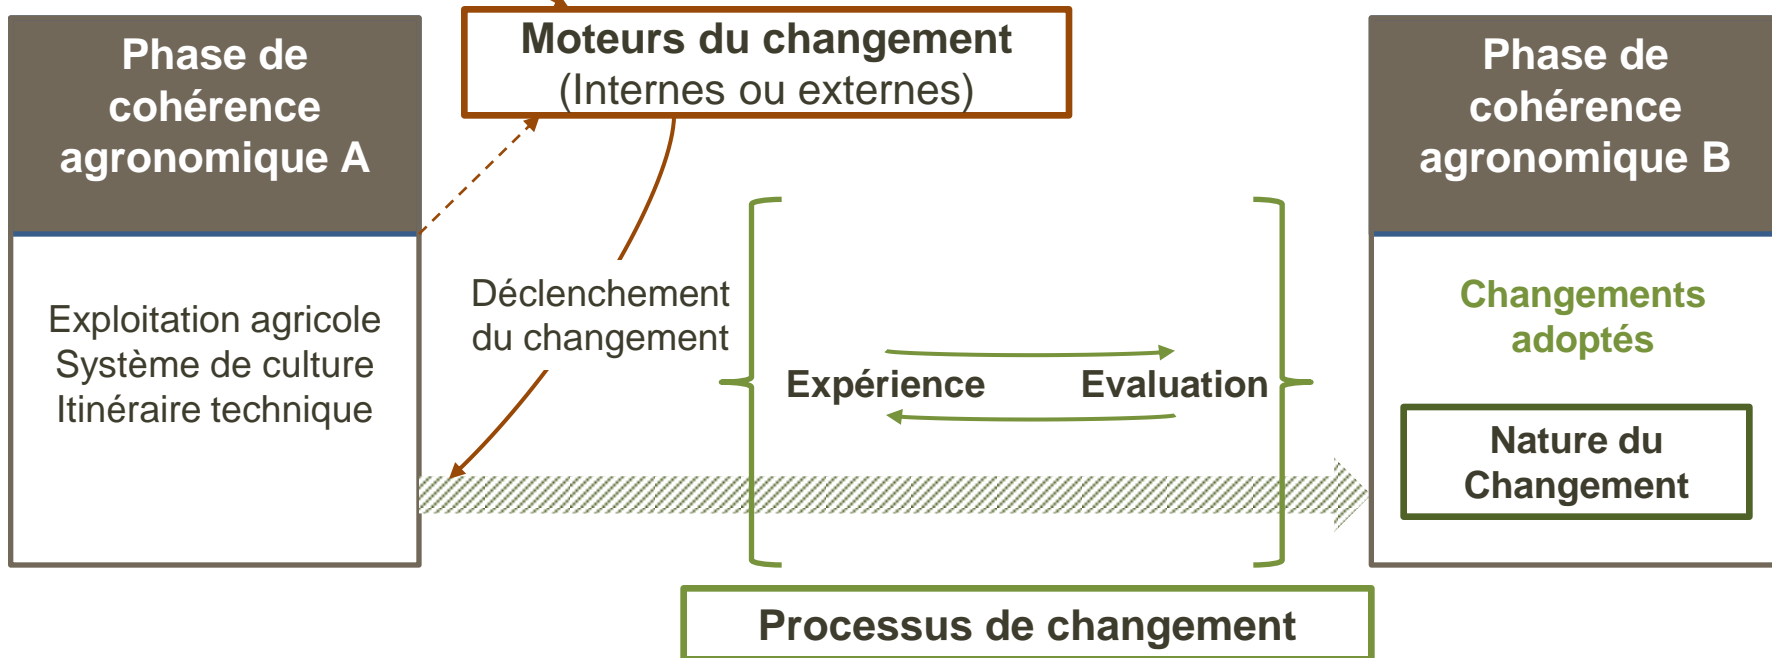 Phase de
cohérence
agronomique A
Exploitation agricole
Système de culture
Itinéraire technique
Moteurs du changement
(Internes ou externes)
Déclenchement
du changement
Expérience
Evaluation
Processus de changement
Phase de
cohérence
agronomique B
Changements
adoptés
Nature du
Changement